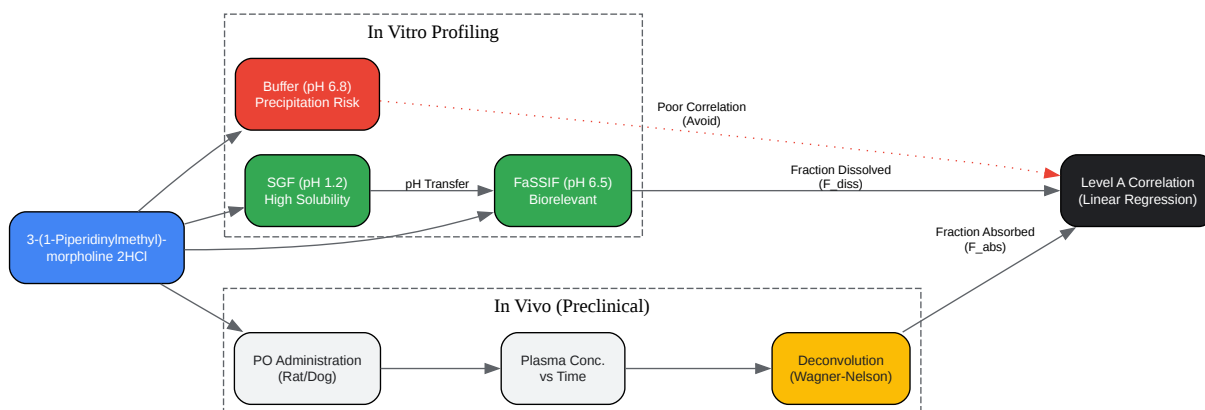 In Vitro Profiling
Buffer (pH 6.8)
Precipitation Risk
Poor Correlation
(Avoid)
SGF (pH 1.2)
High Solubility
pH Transfer
FaSSIF (pH 6.5)
Biorelevant
Fraction Dissolved
(F_diss)
Level A Correlation
(Linear Regression)
3-(1-Piperidinylmethyl)-
morpholine 2HCl
Fraction Absorbed
(F_abs)
In Vivo (Preclinical)
PO Administration
(Rat/Dog)
Plasma Conc.
vs Time
Deconvolution
(Wagner-Nelson)